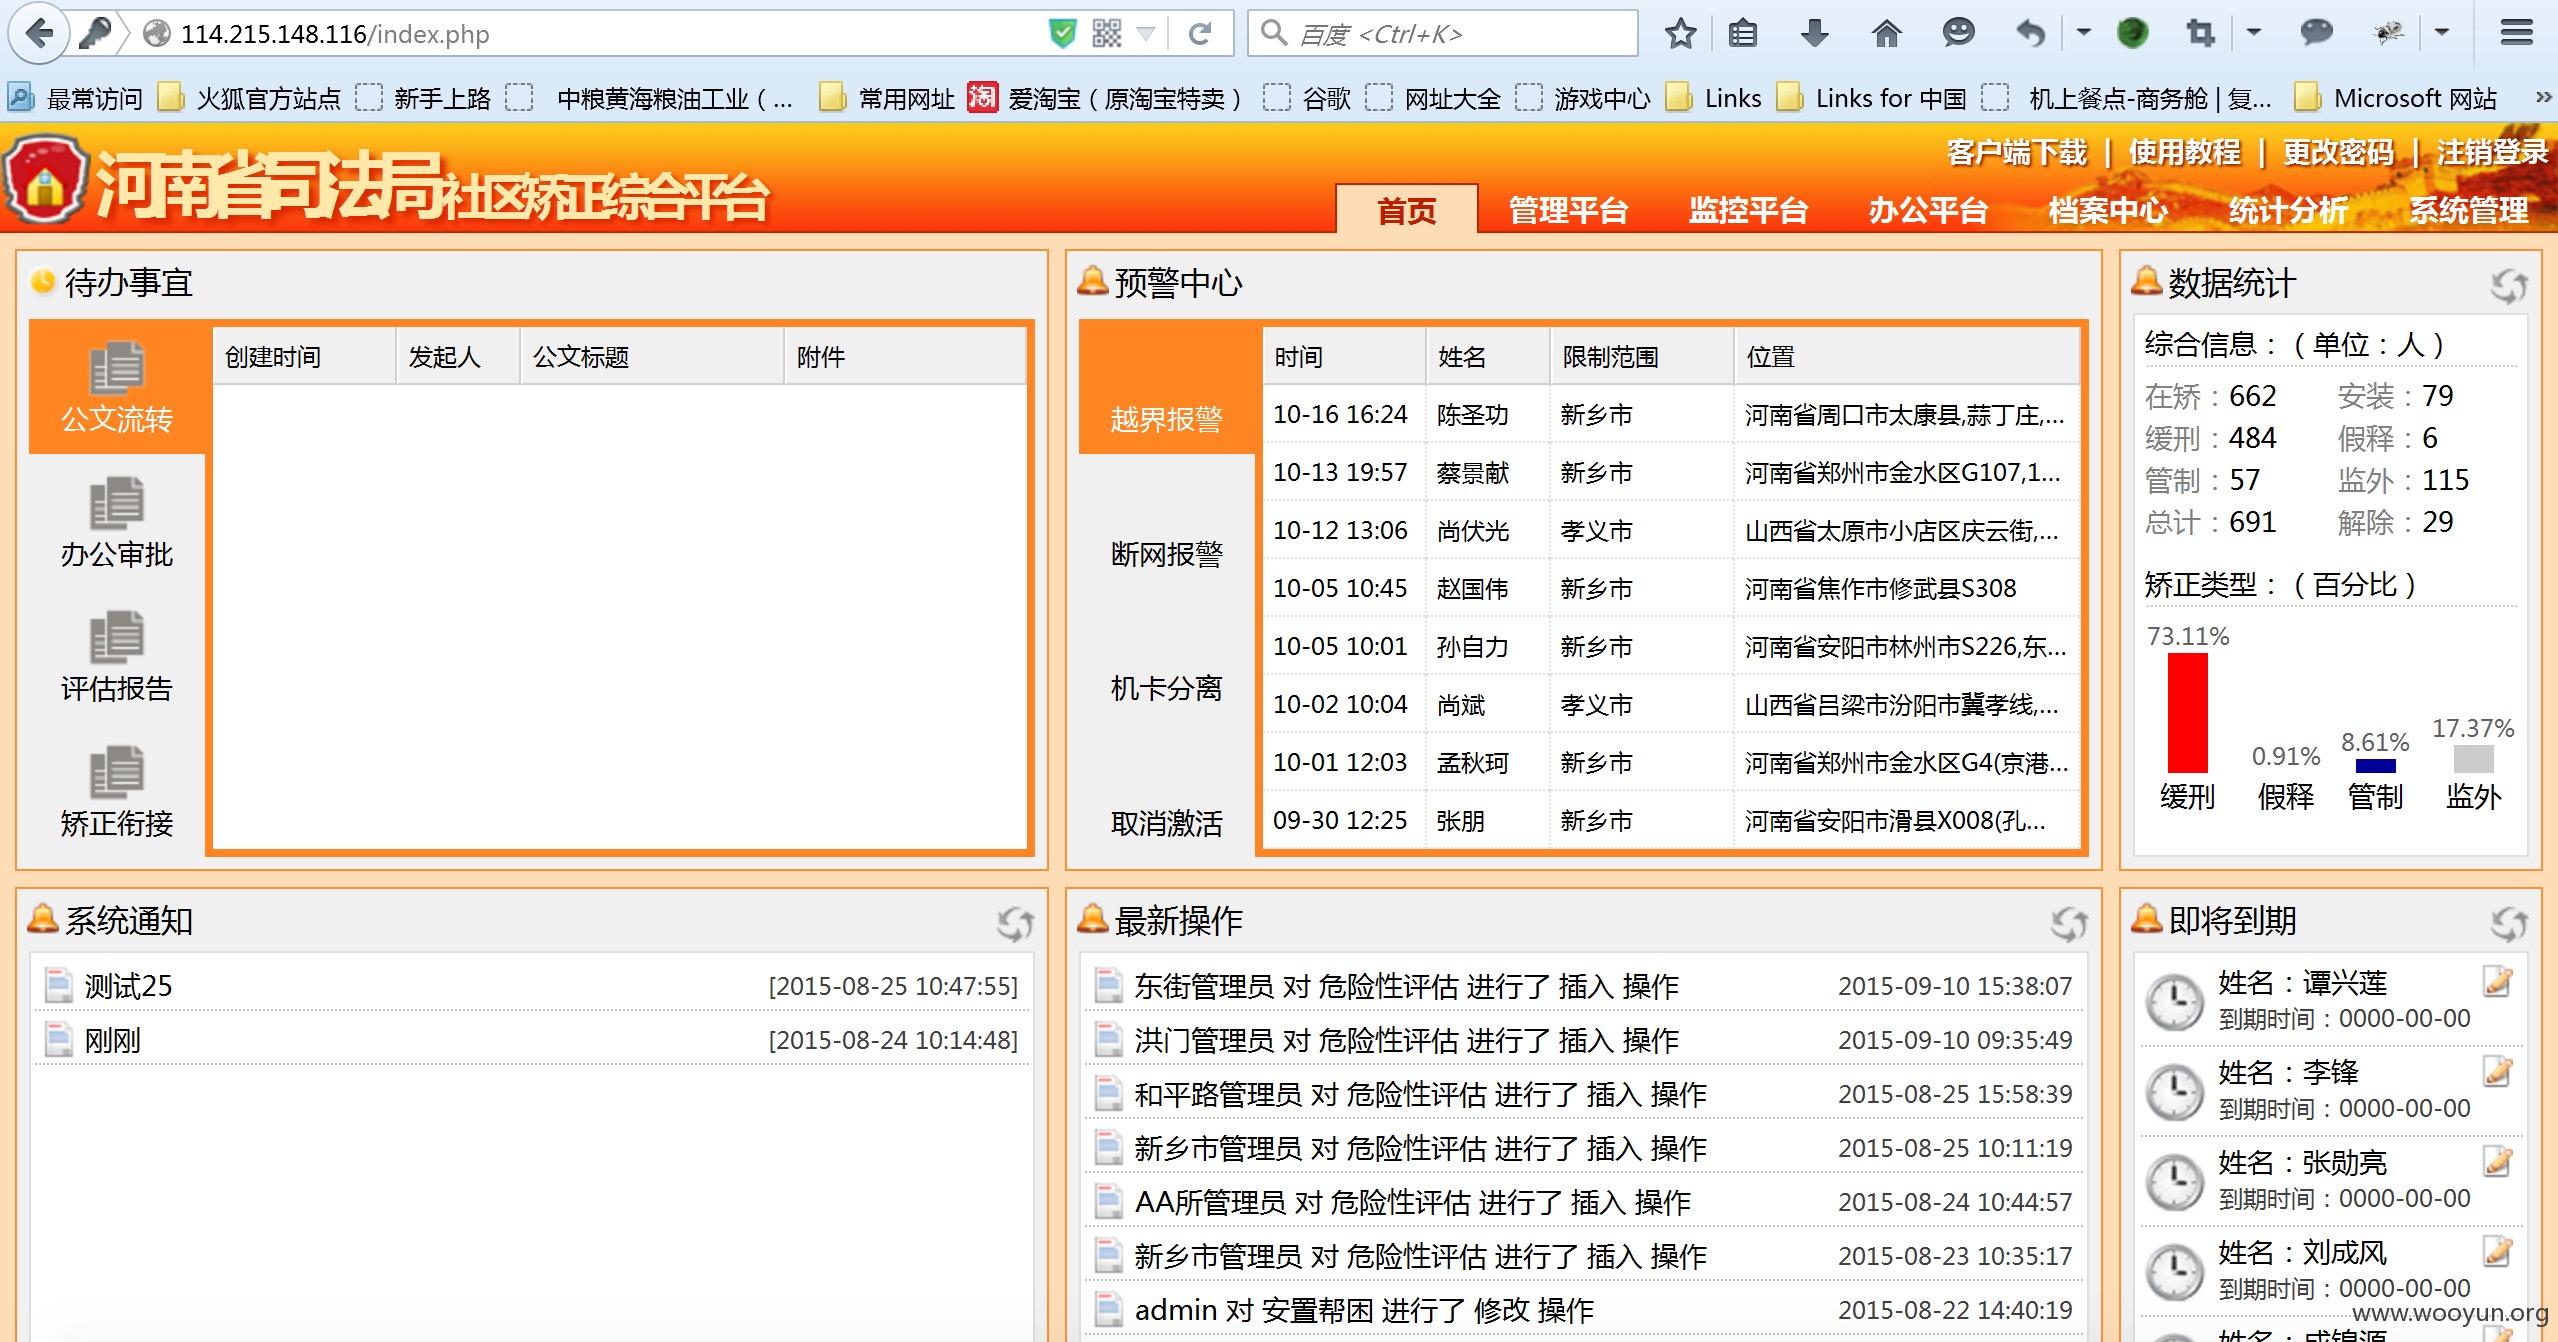 114.215.148.116/index.php
百度 <Ctrl+K>
最常访问 火狐官方站点 新手上路 中粮黄海粮油工业（... 常用网址 爱淘宝（原淘宝特卖） 谷歌 网址大全 游戏中心 Links Links for 中国 机上餐点-商务舱 | 复... Microsoft 网站 »
河南省司法局社区矫正综合平台
客户端下载 | 使用教程 | 更改密码 | 注销登录
首页 管理平台 监控平台 办公平台 档案中心 统计分析 系统管理
待办事宜
公文流转
办公审批
评估报告
矫正衔接
创建时间 发起人 公文标题 附件
预警中心
越界报警
断网报警
机卡分离
取消激活
时间 姓名 限制范围 位置
10-16 16:24 陈圣功 新乡市 河南省周口市太康县,蒜丁庄,...
10-13 19:57 蔡景献 新乡市 河南省郑州市金水区G107,1...
10-12 13:06 尚伏光 孝义市 山西省太原市小店区庆云街,...
10-05 10:45 赵国伟 新乡市 河南省焦作市修武县S308
10-05 10:01 孙自力 新乡市 河南省安阳市林州市S226,东...
10-02 10:04 尚斌 孝义市 山西省吕梁市汾阳市冀孝线,...
10-01 12:03 孟秋珂 新乡市 河南省郑州市金水区G4(京港...
09-30 12:25 张朋 新乡市 河南省安阳市滑县X008(孔...
数据统计
综合信息：（单位：人）
在矫：662 安装：79
缓刑：484 假释：6
管制：57 监外：115
总计：691 解除：29
矫正类型：（百分比）
73.11% 0.91% 8.61% 17.37%
缓刑 假释 管制 监外
系统通知
测试25 [2015-08-25 10:47:55]
刚刚 [2015-08-24 10:14:48]
最新操作
东街管理员 对 危险性评估 进行了 插入 操作 2015-09-10 15:38:07
洪门管理员 对 危险性评估 进行了 插入 操作 2015-09-10 09:35:49
和平路管理员 对 危险性评估 进行了 插入 操作 2015-08-25 15:58:39
新乡市管理员 对 危险性评估 进行了 插入 操作 2015-08-25 10:11:19
AA所管理员 对 危险性评估 进行了 插入 操作 2015-08-24 10:44:57
新乡市管理员 对 危险性评估 进行了 插入 操作 2015-08-23 10:35:17
admin 对 安置帮困 进行了 修改 操作 2015-08-22 14:40:19
即将到期
姓名：谭兴莲
到期时间：0000-00-00
姓名：李锋
到期时间：0000-00-00
姓名：张勋亮
到期时间：0000-00-00
姓名：刘成风
到期时间：0000-00-00
www.wooyun.org